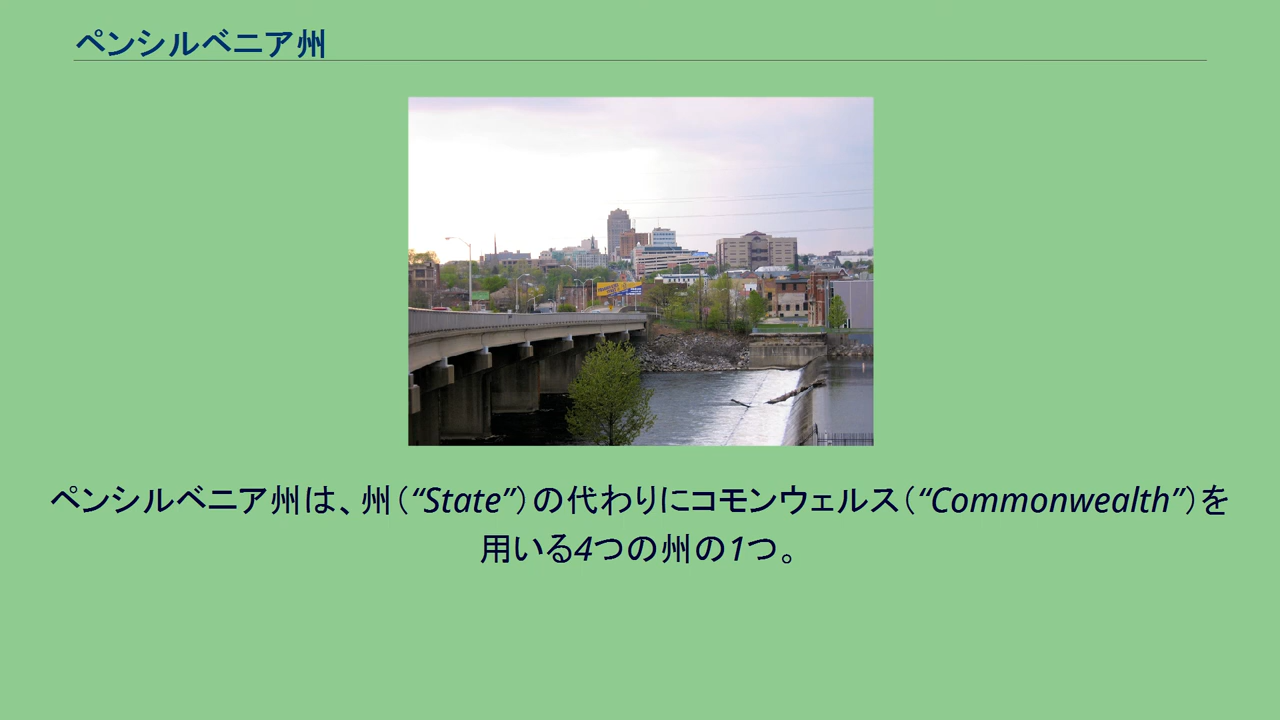 ペンシルベニア州
ペンシルベニア州は、州（“State”）の代わりにコモンウェルス（“Commonwealth”）を
用いる4つの州の1つ。